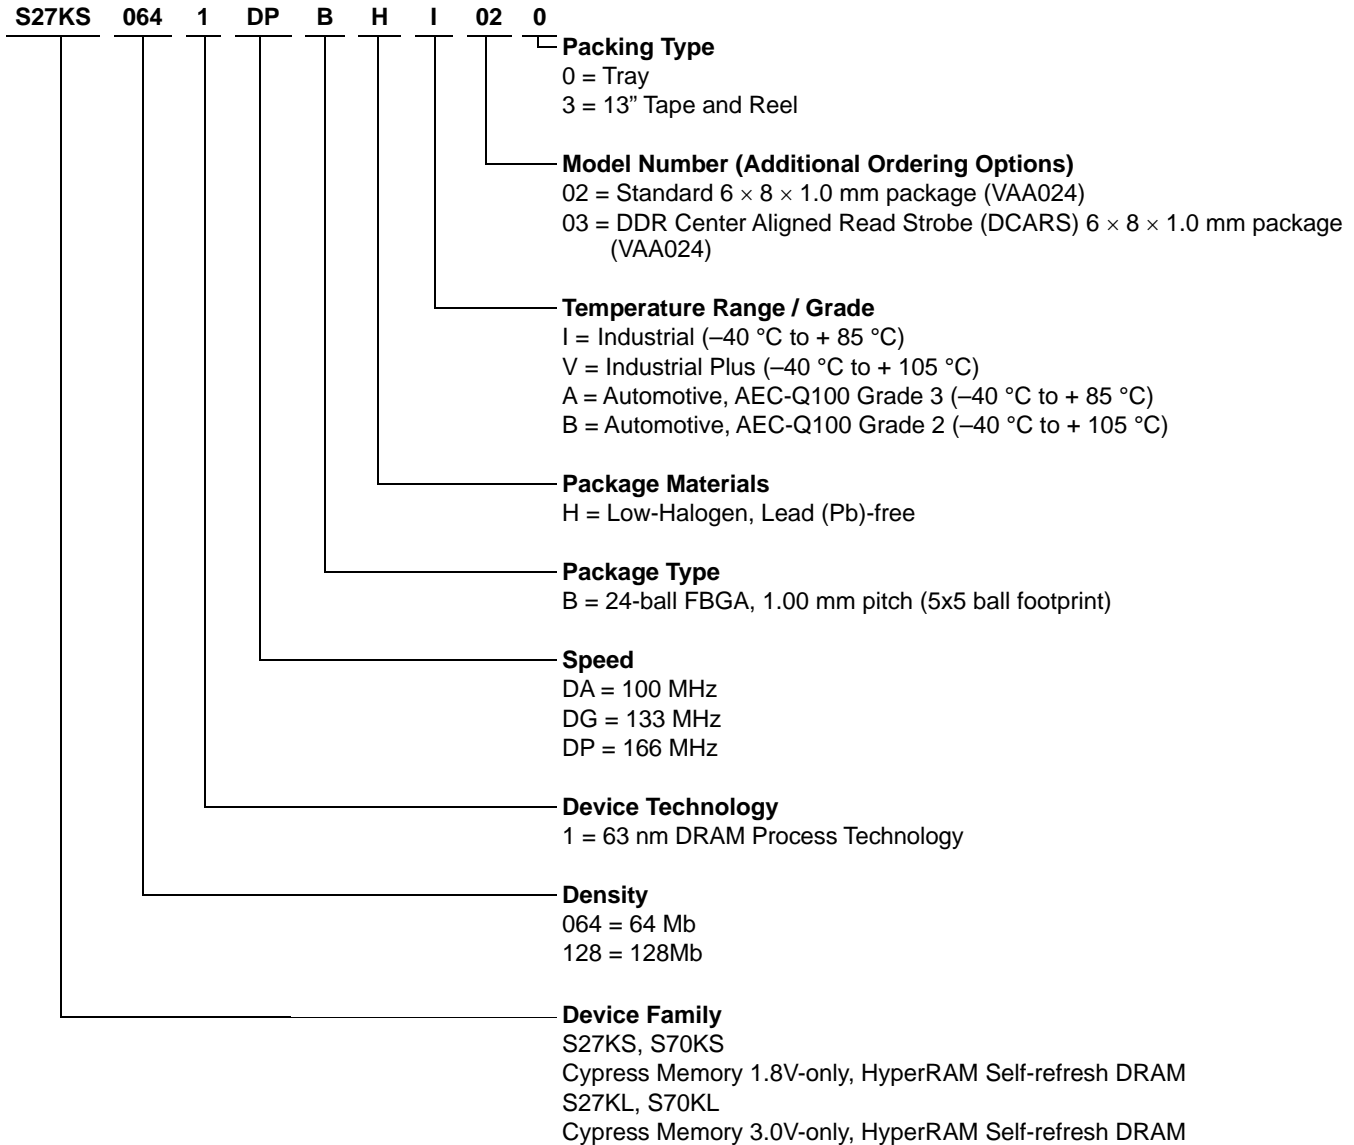 S27KS 064 1 DP B H I 02 0
Packing Type
0 = Tray
3 = 13” Tape and Reel
Model Number (Additional Ordering Options)
02 = Standard 6 × 8 × 1.0 mm package (VAA024)
03 = DDR Center Aligned Read Strobe (DCARS) 6 × 8 × 1.0 mm package
(VAA024)
Temperature Range / Grade
I = Industrial (–40 °C to + 85 °C)
V = Industrial Plus (–40 °C to + 105 °C)
A = Automotive, AEC-Q100 Grade 3 (–40 °C to + 85 °C)
B = Automotive, AEC-Q100 Grade 2 (–40 °C to + 105 °C)
Package Materials
H = Low-Halogen, Lead (Pb)-free
Package Type
B = 24-ball FBGA, 1.00 mm pitch (5x5 ball footprint)
Speed
DA = 100 MHz
DG = 133 MHz
DP = 166 MHz
Device Technology
1 = 63 nm DRAM Process Technology
Density
064 = 64 Mb
128 = 128Mb
Device Family
S27KS, S70KS
Cypress Memory 1.8V-only, HyperRAM Self-refresh DRAM
S27KL, S70KL
Cypress Memory 3.0V-only, HyperRAM Self-refresh DRAM